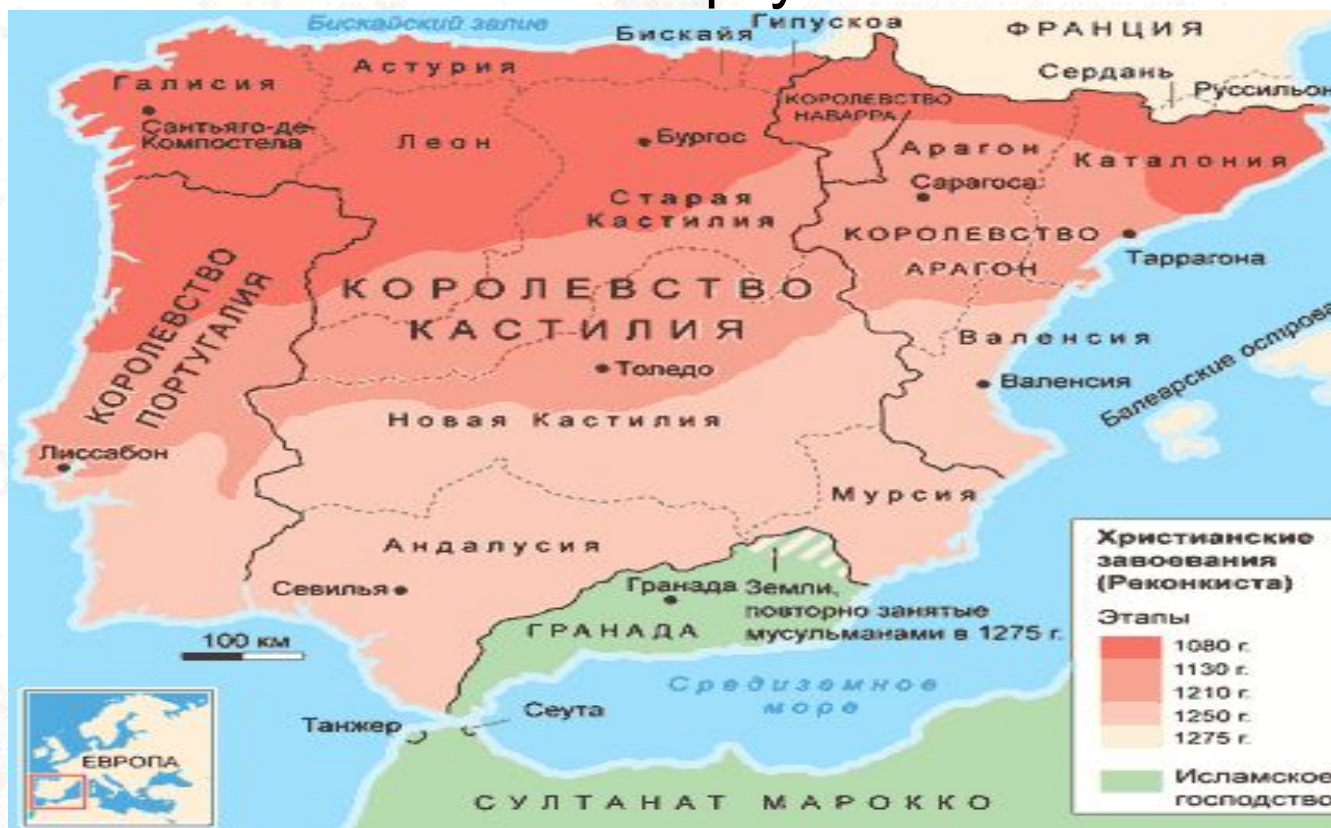 Бискайский залив
Бискайя
Гипускоа
ФРАНЦИЯ
Астурия
Галисия
Сердань
Руссильон
Сантьяго-де-
Компостела
Леон
Бургос
КОРОЛЕВСТВО
НАВАРРА
Арагон
Каталония
Сарагоса
Старая
Кастилия
КОРОЛЕВСТВО
АРАГОН
Таррагона
КОРОЛЕВСТВО
ПОРТУГАЛИЯ
КОРОЛЕВСТВО
КАСТИЛИЯ
Валенсия
Толедо
Валенсия
Балеарские острова
Новая Кастилия
Лиссабон
Мурсия
Андалусия
Севилья
Гранада
ГРАНАДА
Земли,
повторно занятые
мусульманами в 1275 г.
100 км
Средиземное
море
Танжер
Сеута
ЕВРОПА
СУЛТАНАТ МАРОККО
Христианские
завоевания
(Реконкиста)
Этапы
1080 г.
1130 г.
1210 г.
1250 г.
1275 г.
Исламское
господство